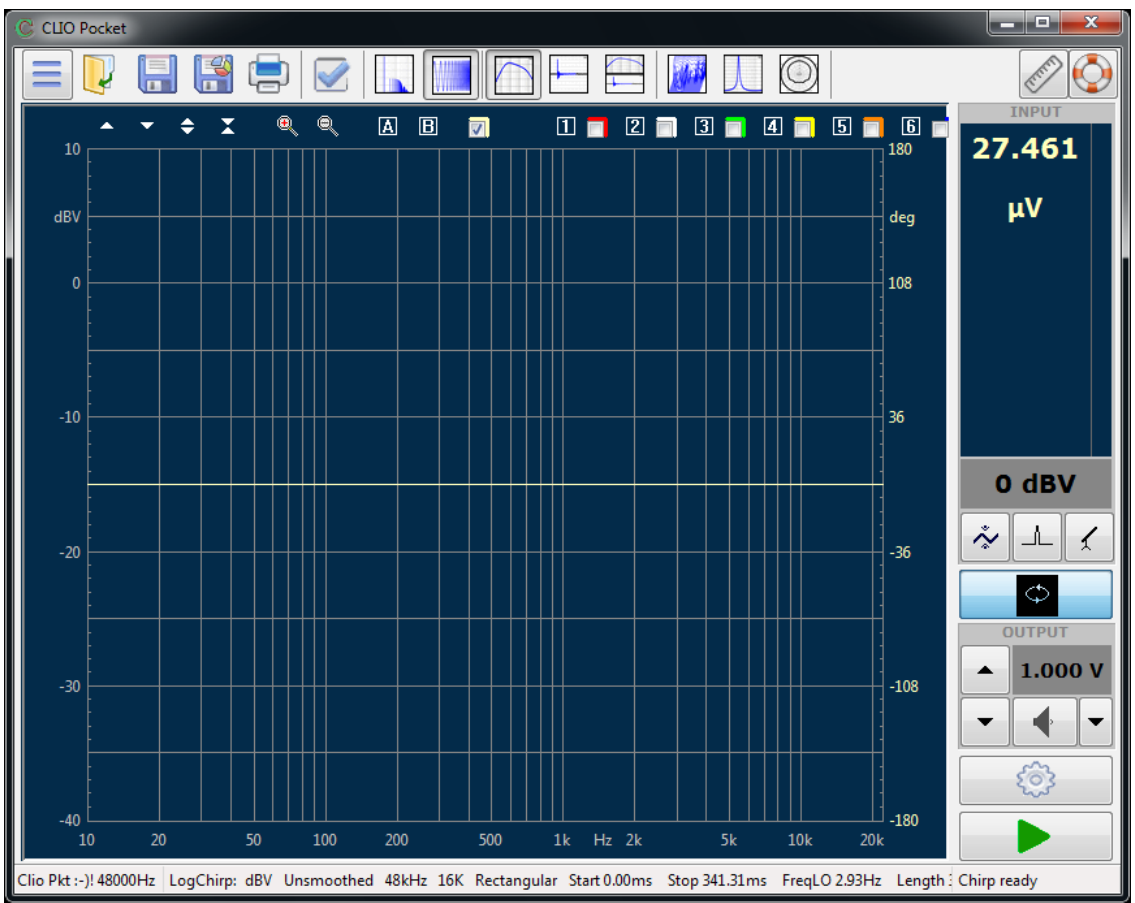 CLIO Pocket
INPUT
A B 1 2 3 4 5 6
27.461
µV
10 180
dBV deg
0 108
-10 36
0 dBV
-20 -36
OUTPUT
1.000 V
-30 -108
-40 -180
10 20 50 100 200 500 1k Hz 2k 5k 10k 20k
Clio Pkt :-)! 48000Hz LogChirp: dBV Unsmoothed 48kHz 16K Rectangular Start 0.00ms Stop 341.31ms FreqLO 2.93Hz Length Chirp ready